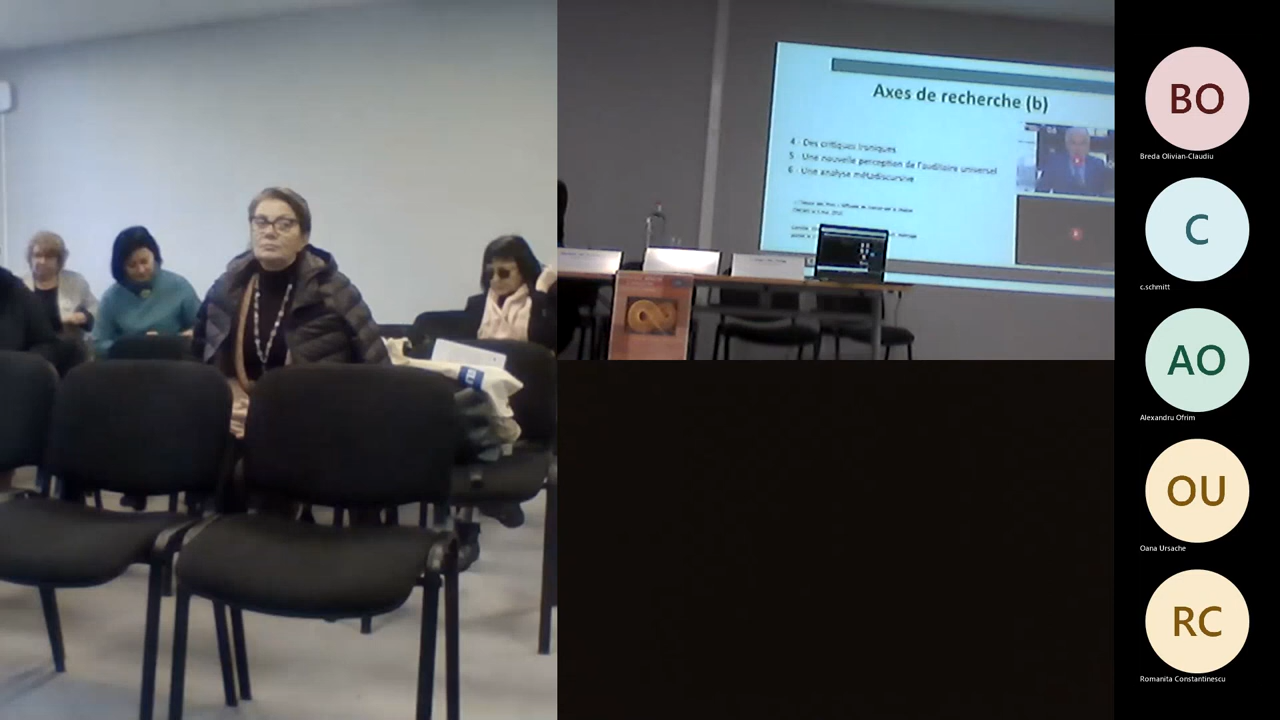 Axes de recherche (b)
4 - Des critiques ironiques
5 - Une nouvelle perception de l'auditoire universel
6 - Une analyse métadiscursive
BO
Breda Olivian-Claudiu
C
c.schmitt
AO
Alexandru Ofrim
OU
Oana Ursache
RC
Romanita Constantinescu